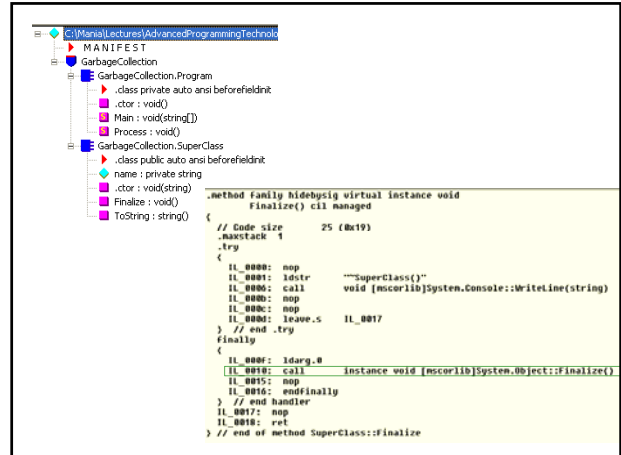 C:\Mania\Lectures\AdvancedProgrammingTechnolo
MANIFEST
GarbageCollection
GarbageCollection.Program
.class private auto ansi beforefieldinit
.ctor : void()
Main : void(string[])
Process : void()
GarbageCollection.SuperClass
.class public auto ansi beforefieldinit
name : private string
.ctor : void(string)
Finalize : void()
ToString : string()
.method family hidebysig virtual instance void
Finalize() cil managed
{
// Code size 25 (0x19)
.maxstack 1
.try
{
IL_0000: nop
IL_0001: ldstr "~SuperClass()"
IL_0006: call void [mscorlib]System.Console::WriteLine(string)
IL_000b: nop
IL_000c: nop
IL_000d: leave.s IL_0017
} // end .try
finally
{
IL_000f: ldarg.0
IL_0010: call instance void [mscorlib]System.Object::Finalize()
IL_0015: nop
IL_0016: endfinally
} // end handler
IL_0017: nop
IL_0018: ret
} // end of method SuperClass::Finalize